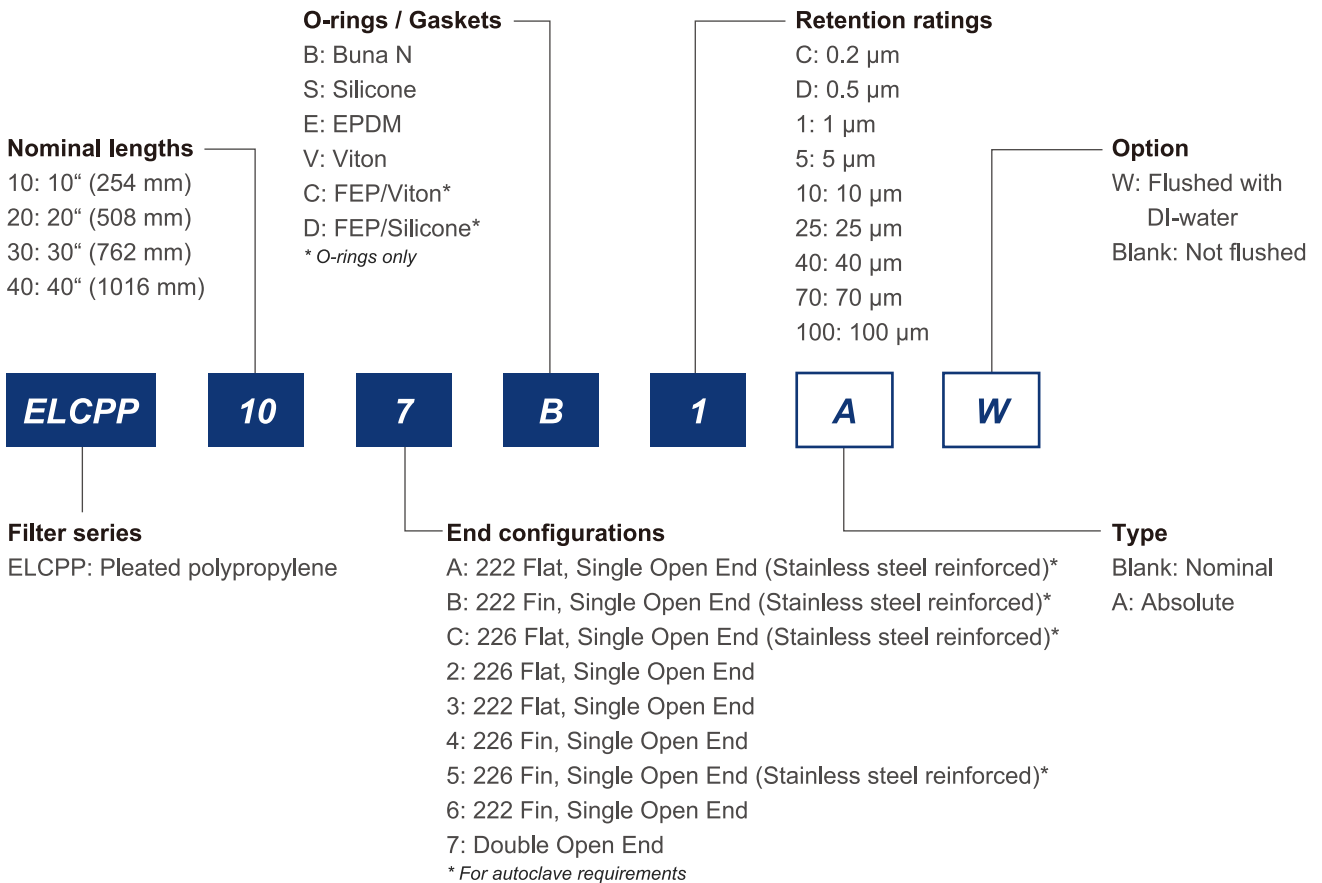 O-rings / Gaskets
B: Buna N
S: Silicone
E: EPDM
V: Viton
C: FEP/Viton*
D: FEP/Silicone*
* O-rings only
Retention ratings
C: 0.2 µm
D: 0.5 µm
1: 1 µm
5: 5 µm
10: 10 µm
25: 25 µm
40: 40 µm
70: 70 µm
100: 100 µm
Nominal lengths
10: 10“ (254 mm)
20: 20“ (508 mm)
30: 30“ (762 mm)
40: 40“ (1016 mm)
Option
W: Flushed with
DI-water
Blank: Not flushed
ELCPP 10 7 B 1 A W
Filter series
ELCPP: Pleated polypropylene
End configurations
A: 222 Flat, Single Open End (Stainless steel reinforced)*
B: 222 Fin, Single Open End (Stainless steel reinforced)*
C: 226 Flat, Single Open End (Stainless steel reinforced)*
2: 226 Flat, Single Open End
3: 222 Flat, Single Open End
4: 226 Fin, Single Open End
5: 226 Fin, Single Open End (Stainless steel reinforced)*
6: 222 Fin, Single Open End
7: Double Open End
* For autoclave requirements
Type
Blank: Nominal
A: Absolute